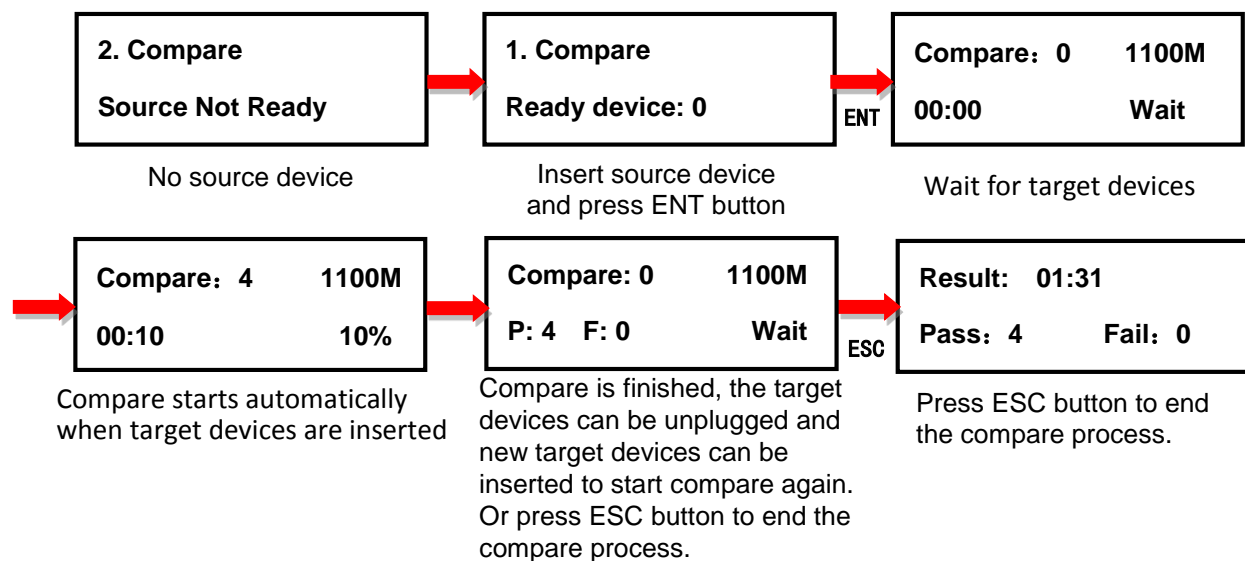 2. Compare
Source Not Ready
No source device
1. Compare
Ready device: 0
Insert source device
and press ENT button
ENT
Compare：0 1100M
00:00 Wait
Wait for target devices
Compare：4 1100M
00:10 10%
Compare starts automatically
when target devices are inserted
Compare: 0 1100M
P: 4 F: 0 Wait
Compare is finished, the target
devices can be unplugged and
new target devices can be
inserted to start compare again.
Or press ESC button to end the
compare process.
ESC
Result: 01:31
Pass：4 Fail：0
Press ESC button to end
the compare process.